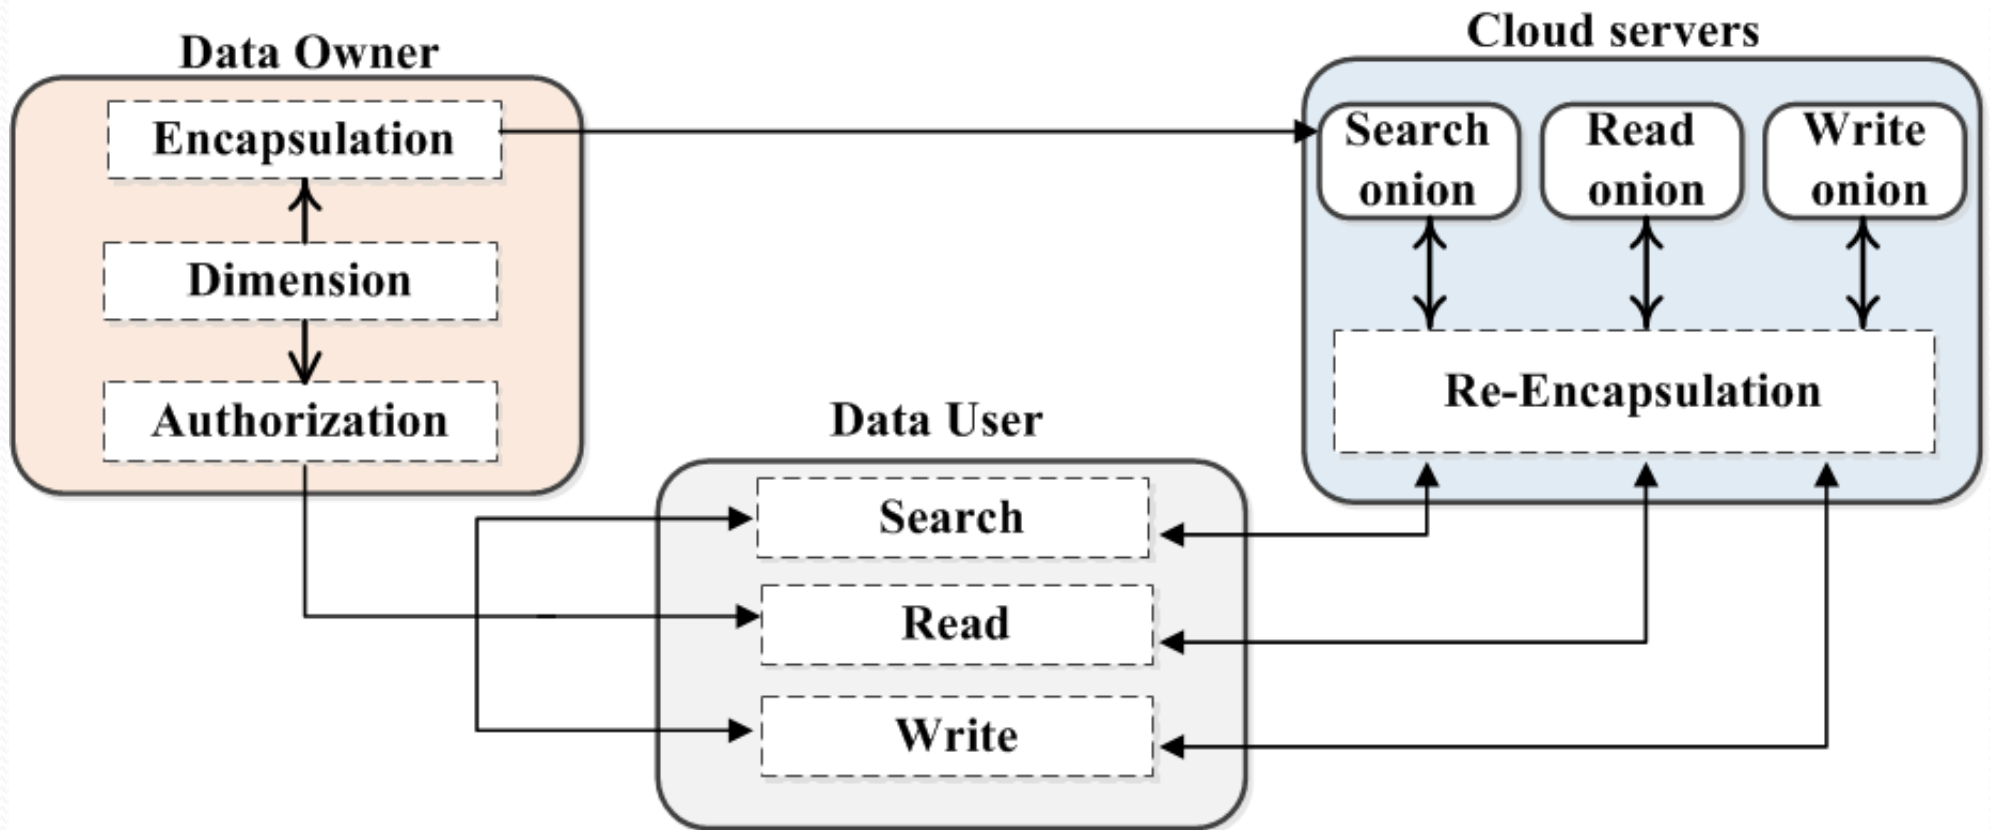 Data Owner
Encapsulation
Dimension
Authorization
Cloud servers
Search
onion
Read
onion
Write
onion
Re-Encapsulation
Data User
Search
Read
Write